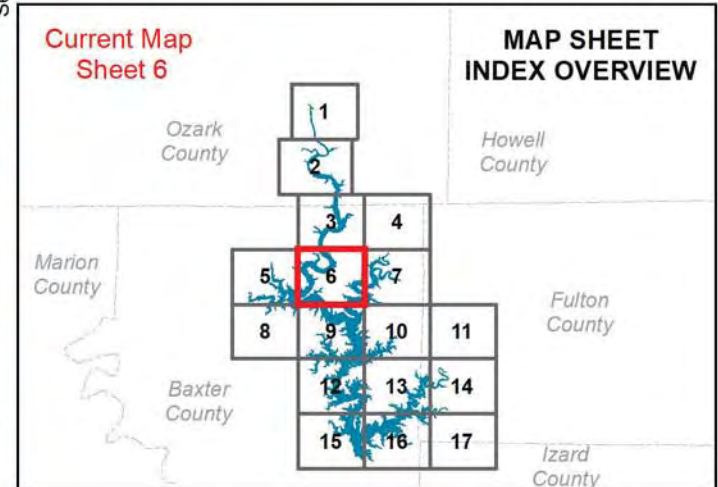 Current Map
Sheet 6
MAP SHEET
INDEX OVERVIEW
Ozark
County
Howell
County
1
2
3
4
Marion
County
5
6
7
Fulton
County
8
9
10
11
Baxter
County
12
13
14
15
16
17
Izard
County